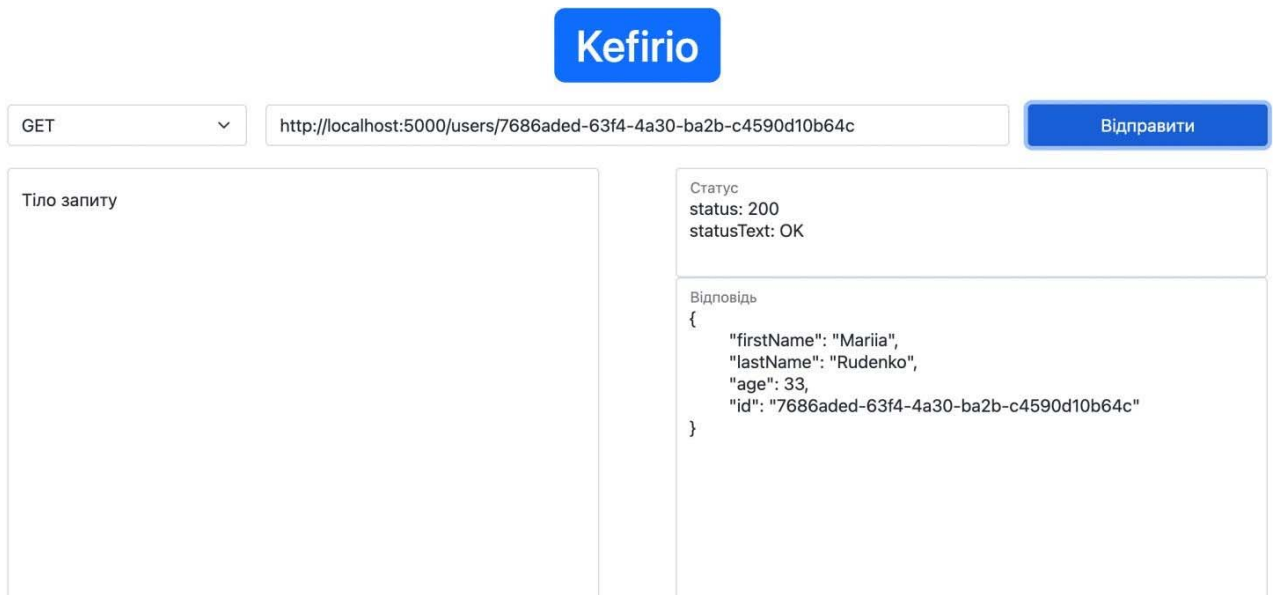 Kefirio
GET
http://localhost:5000/users/7686aded-63f4-4a30-ba2b-c4590d10b64c
Відправити
Тіло запиту
Статус
status: 200
statusText: OK
Відповідь
{
"firstName": "Mariia",
"lastName": "Rudenko",
"age": 33,
"id": "7686aded-63f4-4a30-ba2b-c4590d10b64c"
}